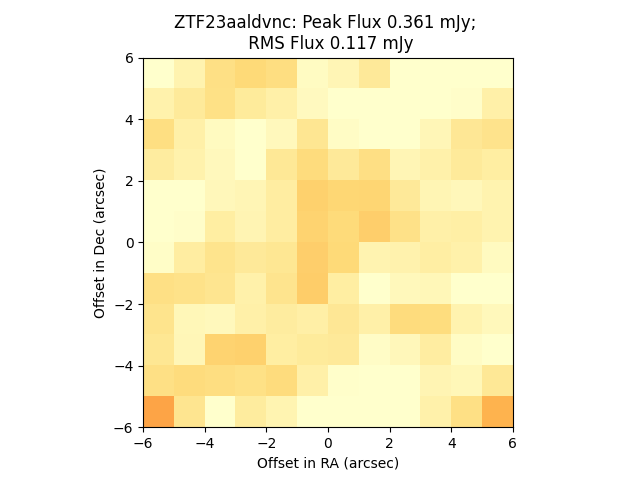 ZTF23aaldvnc: Peak Flux 0.361 mJy;
RMS Flux 0.117 mJy
6
4
2
0
−2
−4
−6
Offset in Dec (arcsec)
−6 −4 −2 0 2 4 6
Offset in RA (arcsec)